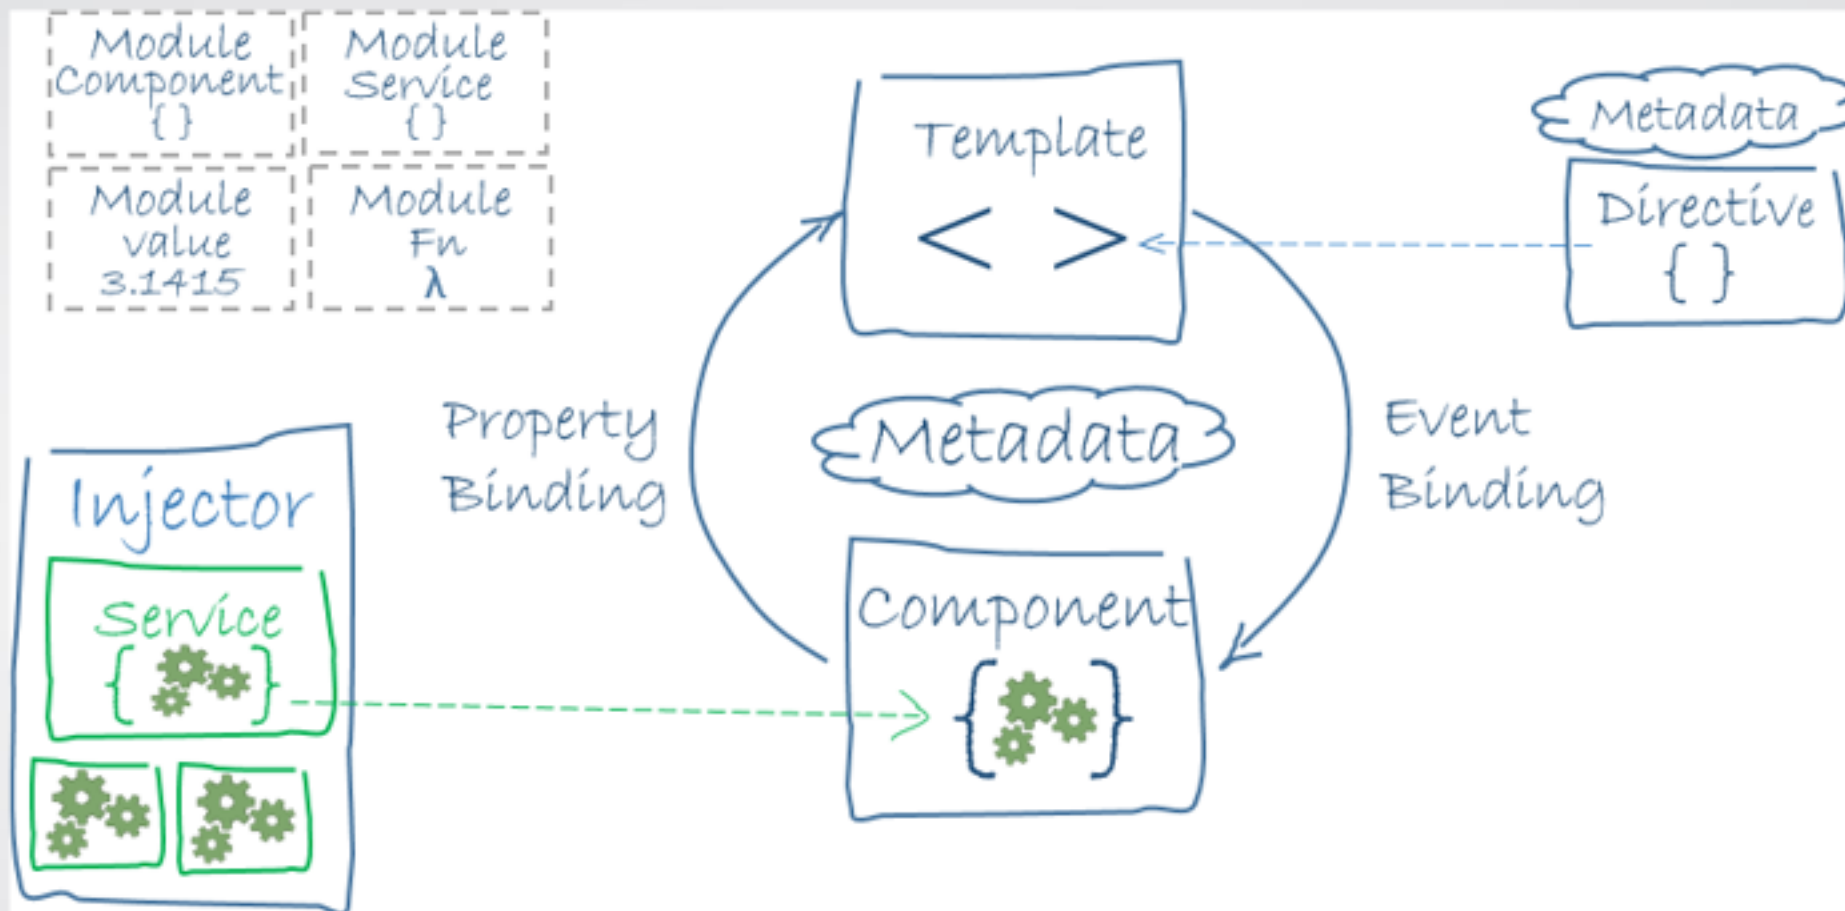 Module
Component
{ }
Module
Service
{ }
Module
value
3.1415
Module
Fn
λ
Template
< >
Metadata
Directive
{ }
Property
Binding
Metadata
Event
Binding
Injector
Service
{ }
Component
{ }